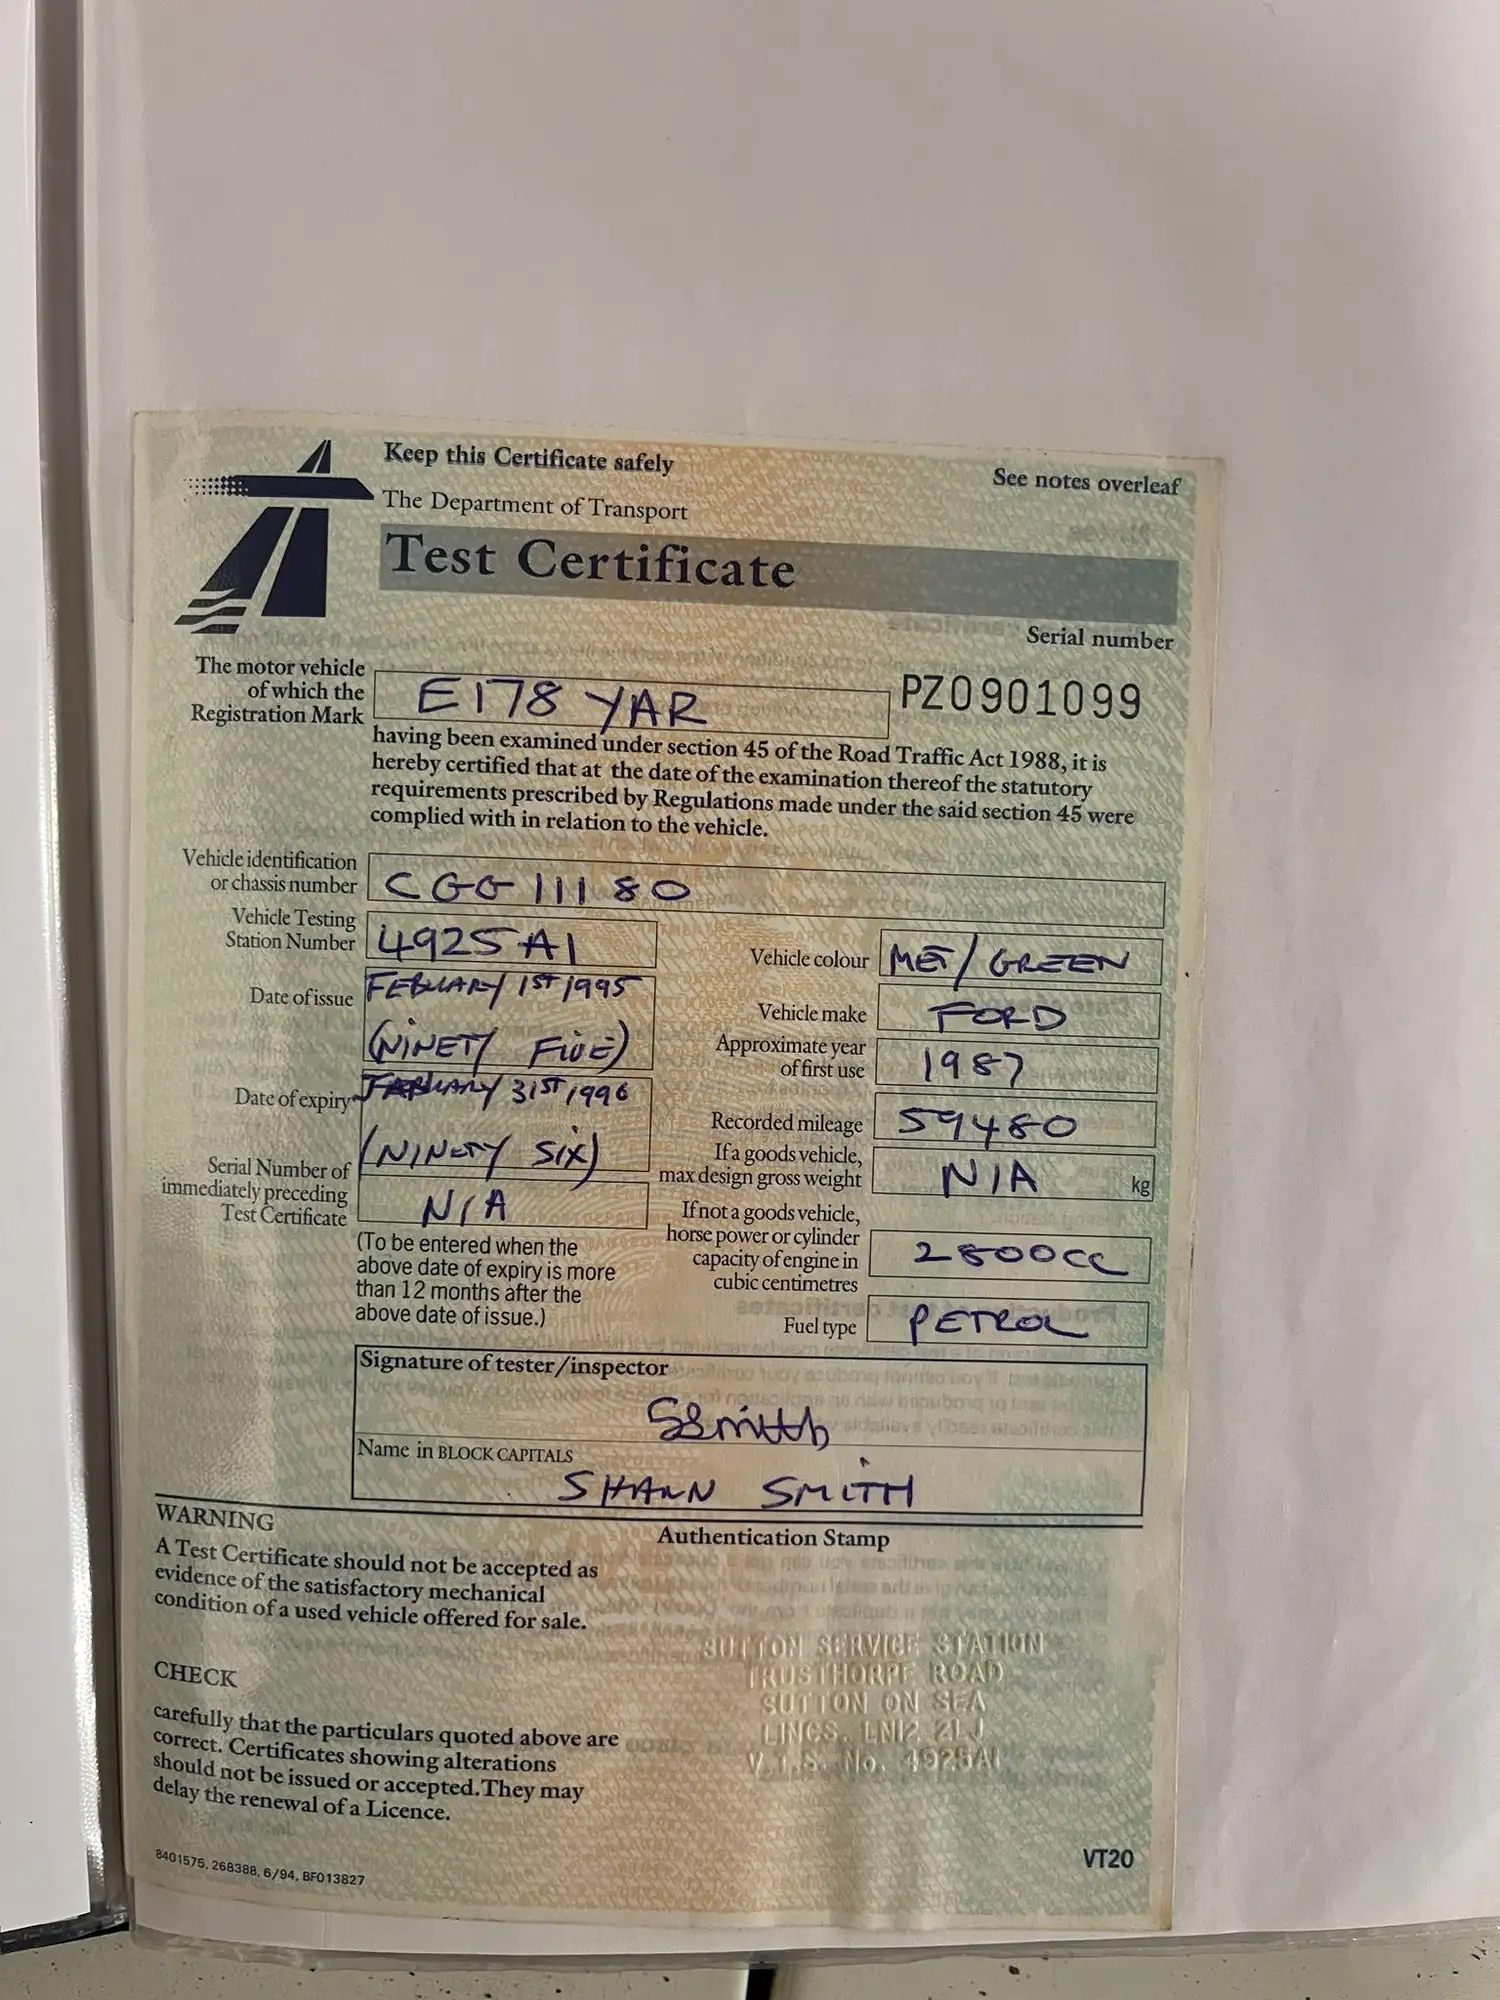 Keep this Certificate safely
See notes overleaf
The Department of Transport
Test Certificate
Serial number
The motor vehicle
of which the
Registration Mark
E178 YAR
PZ0901099
having been examined under section 45 of the Road Traffic Act 1988, it is
hereby certified that at the date of the examination thereof the statutory
requirements prescribed by Regulations made under the said section 45 were
complied with in relation to the vehicle.
Vehicle identification
or chassis number
CGG11180
Vehicle Testing
Station Number
4925A1
Vehicle colour
MET/GREEN
Date of issue
FEBUARY 1ST 1995
(NINETY FIVE)
Vehicle make
FORD
Approximate year
of first use
1987
Date of expiry
31ST 1996
(NINETY SIX)
Recorded mileage
59480
If a goods vehicle,
max design gross weight
N/A
kg
Serial Number of
immediately preceding
Test Certificate
N/A
(To be entered when the
above date of expiry is more
than 12 months after the
above date of issue.)
If not a goods vehicle,
horse power or cylinder
capacity of engine in
cubic centimetres
2800cc
Fuel type
PETROL
Signature of tester/inspector
SSmith
Name in BLOCK CAPITALS
SHAUN SMITH
WARNING
A Test Certificate should not be accepted as
evidence of the satisfactory mechanical
condition of a used vehicle offered for sale.
CHECK
carefully that the particulars quoted above are
correct. Certificates showing alterations
should not be issued or accepted. They may
delay the renewal of a Licence.
Authentication Stamp
SUTTON SERVICE STATION
TRUSTHORPE ROAD
SUTTON ON SEA
LINCS. LN12 2LJ
V.T.S. No. 4925A1
8401575, 268388, 6/94, BF013827
VT20